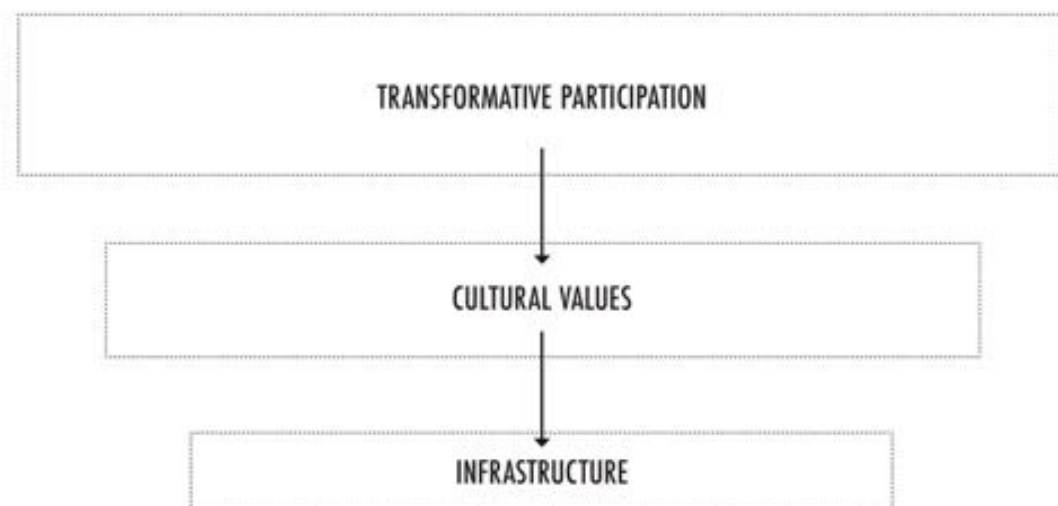 TRANSFORMATIVE PARTICIPATION
CULTURAL VALUES
INFRASTRUCTURE